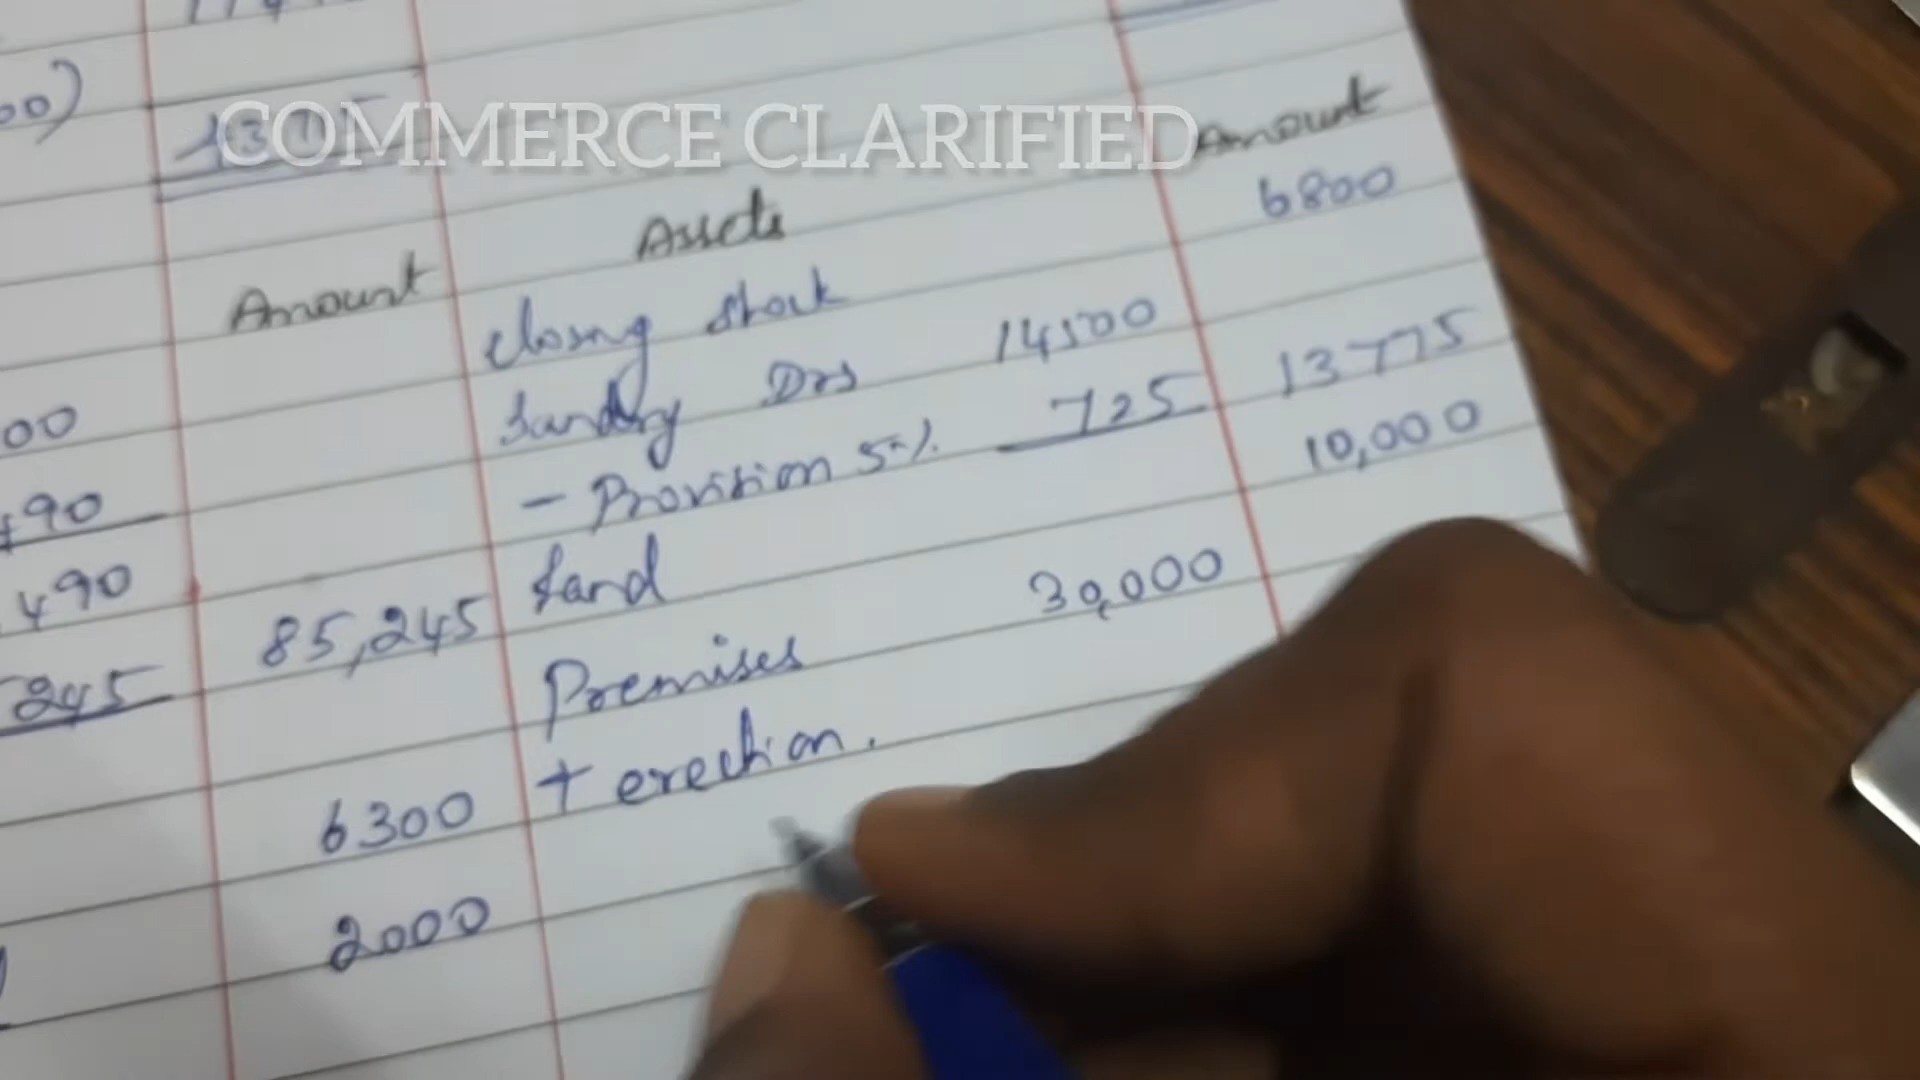 COMMERCE CLARIFIED
Amount
Assets
Amount
closing stock 6800
Sundry Drs 14500
- Provision 5% 725 13775
Land 10,000
85,245
Premises 30,000
+ erection.
6300
2000
00)
00
490
490
245